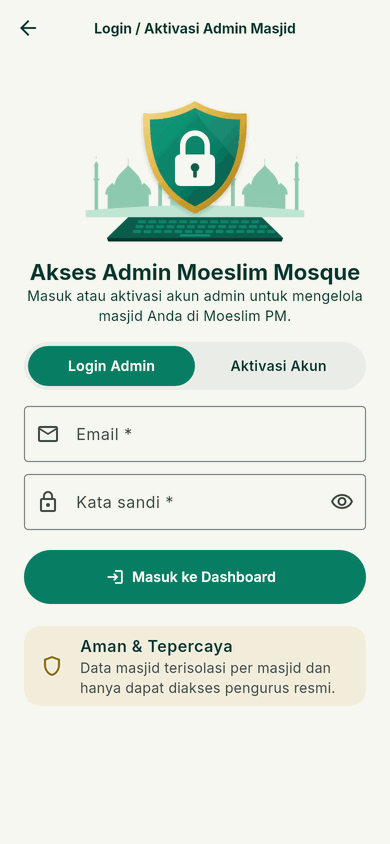 Login / Aktivasi Admin Masjid
Akses Admin Moeslim Mosque
Masuk atau aktivasi akun admin untuk mengelola
masjid Anda di Moeslim PM.
Login Admin
Aktivasi Akun
Email *
Kata sandi *
Masuk ke Dashboard
Aman & Tepercaya
Data masjid terisolasi per masjid dan
hanya dapat diakses pengurus resmi.